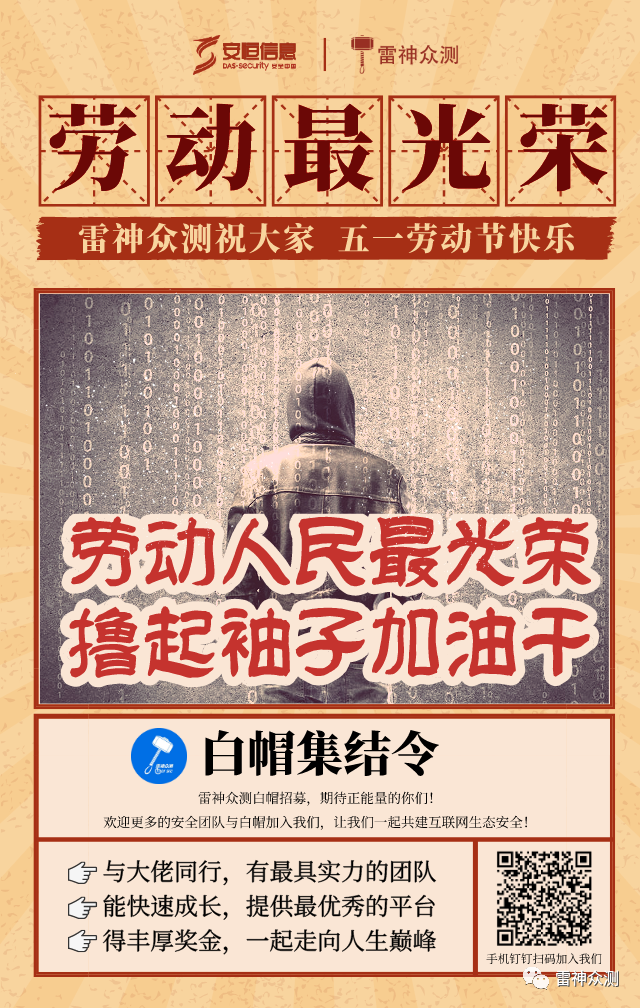 安恒信息
DAS-security 安全中国
雷神众测
劳动最光荣
雷神众测祝大家 五一劳动节快乐
劳动人民最光荣
撸起袖子加油干
白帽集结令
雷神众测白帽招募，期待正能量的你们！
欢迎更多的安全团队与白帽加入我们，让我们一起共建互联网生态安全！
与大佬同行，有最具实力的团队
能快速成长，提供最优秀的平台
得丰厚奖金，一起走向人生巅峰
手机钉钉扫码加入我们
雷神众测